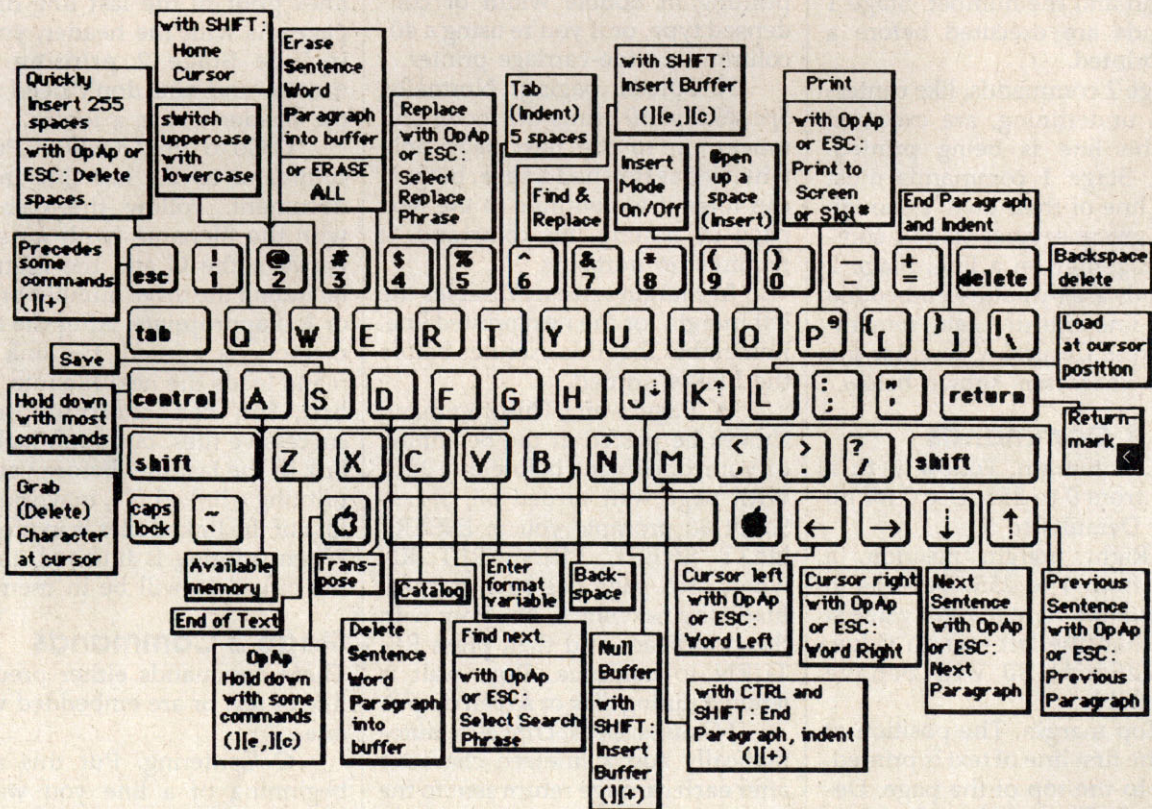 with SHIFT:
Home
Cursor
Erase
Sentence
Word
Paragraph
into buffer
or ERASE
ALL
Quickly
Insert 255
spaces
with OpAp or
ESC: Delete
spaces.
switch
uppercase
with
lowercase
Replace
with OpAp
or ESC:
Select
Replace
Phrase
Tab
(Indent)
5 spaces
with SHIFT:
Insert Buffer
(][e,][c)
Find &
Replace
Insert
Mode
On/Off
Open
up a
space
(Insert)
Print
with OpAp
or ESC:
Print
Screen
or Slot#
End Paragraph
and Indent
Precedes
some
commands
(][+)
Backspace
delete
esc ! 1 @ 2 # 3 $ 4 % 5 ^ 6 & 7 * 8 ( 9 ) 0 — - + = delete
tab Q W E R T Y U I O P 9 { [ } ] | \
Load
at cursor
position
Save
Hold down
with most
commands
control A S D F G H J ↓ K ↑ L : ; " ' return
Return-
mark <
shift Z X C V B ^ N M < , > . ? / shift
Grab
(Delete)
Character
at cursor
caps
lock ~ ← → ↓ ↑
Available
memory
End of Text
Trans-
pose
Catalog
Enter
format
variable
Back-
space
OpAp
Hold down
with some
commands
(][e,][c)
Delete
Sentence
Word
Paragraph
into
buffer
Find next.
with OpAp
or ESC:
Select Search
Phrase
Null
Buffer
with
SHIFT:
Insert
Buffer
(][+)
Cursor left
with OpAp
or ESC:
Word Left
Cursor right
with OpAp
or ESC:
Word Right
with CTRL and
SHIFT: End
Paragraph, indent
(][+)
Next
Sentence
with OpAp
or ESC:
Next
Paragraph
Previous
Sentence
with OpAp
or ESC:
Previous
Paragraph